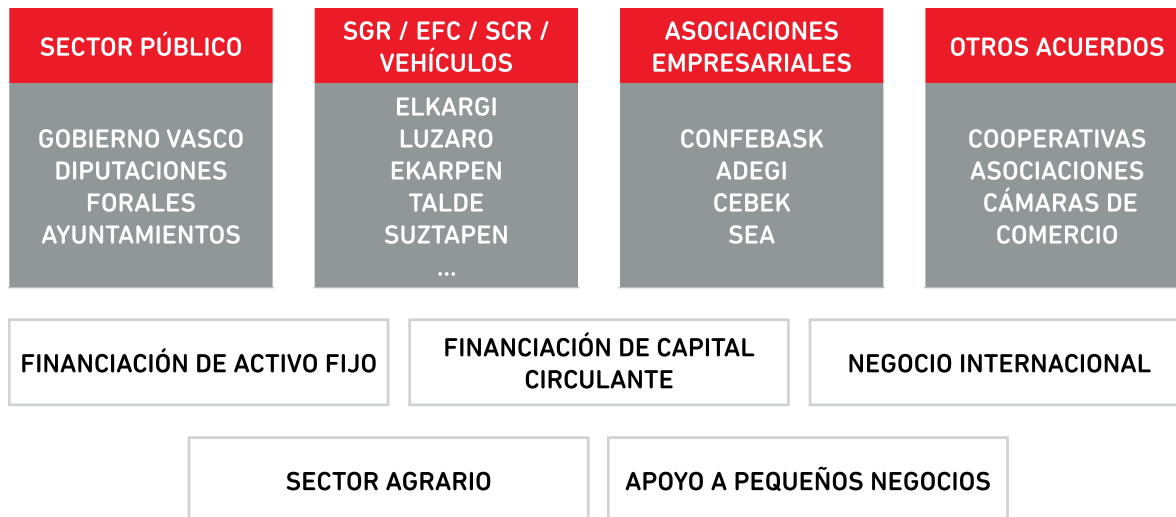 SECTOR PÚBLICO
GOBIERNO VASCO
DIPUTACIONES
FORALES
AYUNTAMIENTOS
SGR / EFC / SCR /
VEHÍCULOS
ELKARGI
LUZARO
EKARPEN
TALDE
SUZTAPEN
...
ASOCIACIONES
EMPRESARIALES
CONFEBASK
ADEGI
CEBEK
SEA
OTROS ACUERDOS
COOPERATIVAS
ASOCIACIONES
CÁMARAS DE
COMERCIO
FINANCIACIÓN DE ACTIVO FIJO
FINANCIACIÓN DE CAPITAL
CIRCULANTE
NEGOCIO INTERNACIONAL
SECTOR AGRARIO
APOYO A PEQUEÑOS NEGOCIOS